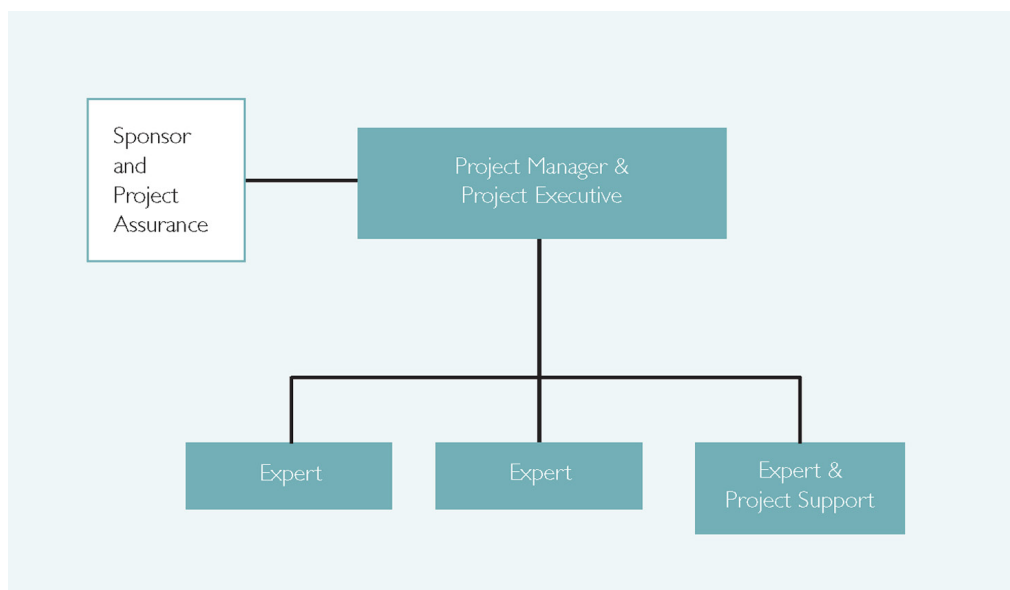 Sponsor
and
Project
Assurance
Project Manager &
Project Executive
Expert
Expert
Expert &
Project Support